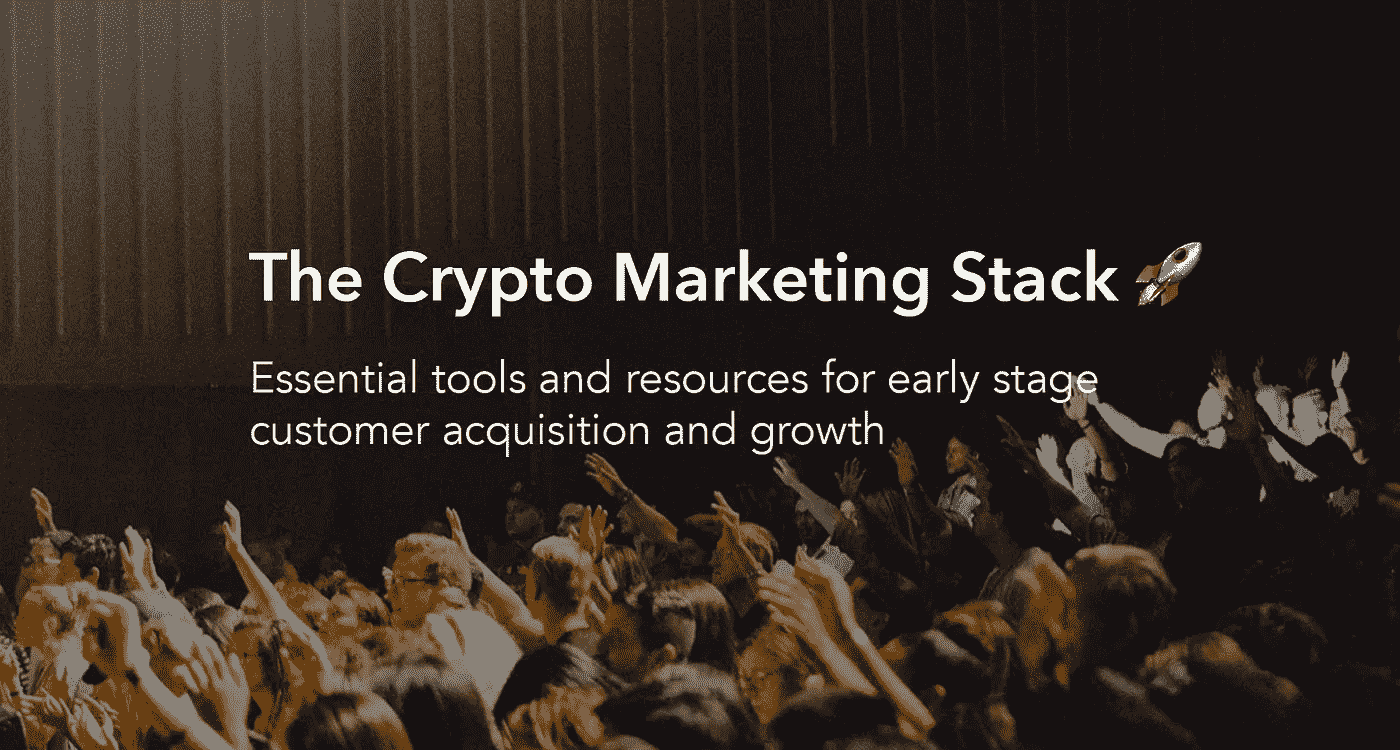 The Crypto Marketing Stack 🚀
Essential tools and resources for early stage
customer acquisition and growth